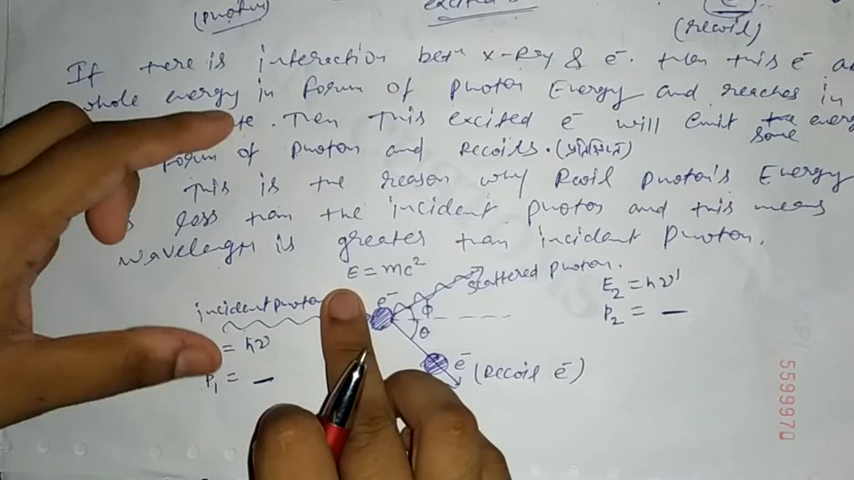 (Photon)
(recoil)
If there is interaction betn X-Ray & e-. then this e-
whole energy in form of Photon Energy and reaches in
Then this excited e- will emit some energy
form of photon and Recoils.
This is the reason why Recoil photon's Energy
less than the incident photon and this means
wavelength is greater than incident Photon.
E = mc²
scattered photon.
incident photon
e-
ϕ
θ
E₂ = hν'
P₂ = —
= hν
P₁ = —
e- (Recoil e-)
5599970